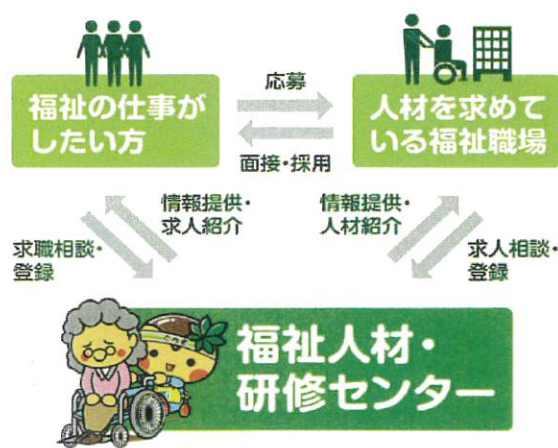 福祉の仕事が
したい方
応募
面接・採用
人材を求めて
いる福祉職場
求職相談・
登録
情報提供・
求人紹介
情報提供・
人材紹介
求人相談・
登録
福祉人材・
研修センター